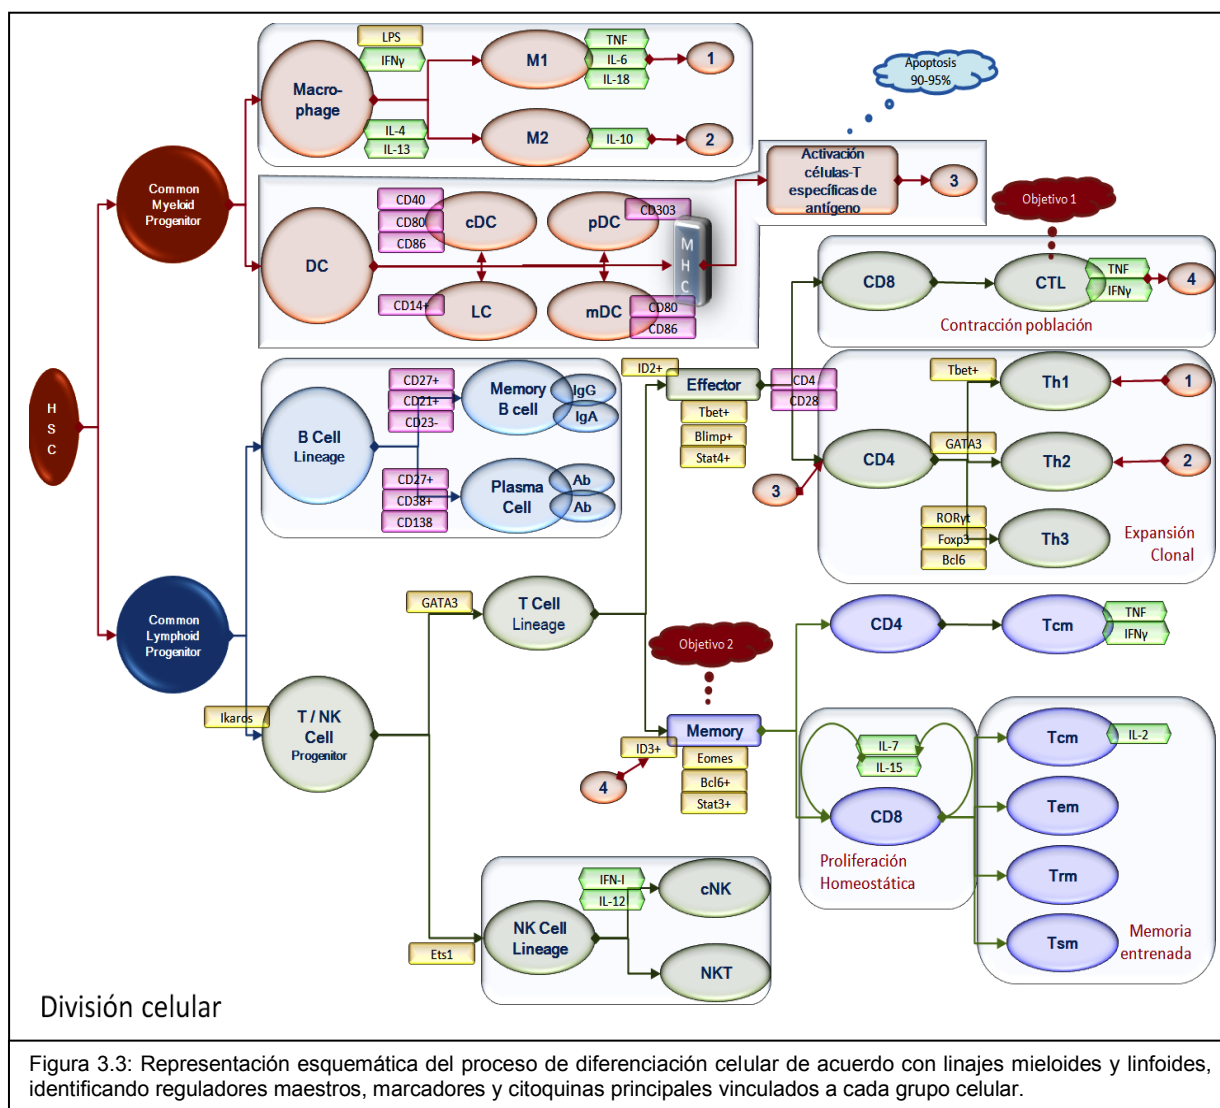 LPS
IFNγ
Macro-
phage
IL-4
IL-13
M1
TNF
IL-6
IL-18
1
M2
IL-10
2
Apoptosis
90-95%
Common
Myeloid
Progenitor
DC
CD40
CD80
CD86
cDC
pDC
CD303
CD14+
LC
mDC
CD80
CD86
M
H
C
Activación
células-T
específicas de
antígeno
3
Objetivo 1
CD8
CTL
TNF
IFNγ
4
Contracción población
H
S
C
B Cell
Lineage
CD27+
CD21+
CD23-
Memory
B cell
IgG
IgA
CD27+
CD38+
CD138
Plasma
Cell
Ab
Ab
ID2+
Effector
Tbet+
Blimp+
Stat4+
CD4
CD28
3
CD4
Tbet+
GATA3
RORγt
Foxp3
Bcl6
Th1
1
Th2
2
Th3
Expansión
Clonal
Common
Lymphoid
Progenitor
Ikaros
T / NK
Cell
Progenitor
GATA3
T Cell
Lineage
Objetivo 2
Memory
ID3+
4
Eomes
Bcl6+
Stat3+
CD4
Tcm
TNF
IFNγ
IL-7
IL-15
CD8
Proliferación
Homeostática
Tcm
IL-2
Tem
Trm
Tsm
Memoria
entrenada
Ets1
NK Cell
Lineage
IFN-I
IL-12
cNK
NKT
División celular
Figura 3.3: Representación esquemática del proceso de diferenciación celular de acuerdo con linajes mieloides y linfoides,
identificando reguladores maestros, marcadores y citoquinas principales vinculados a cada grupo celular.